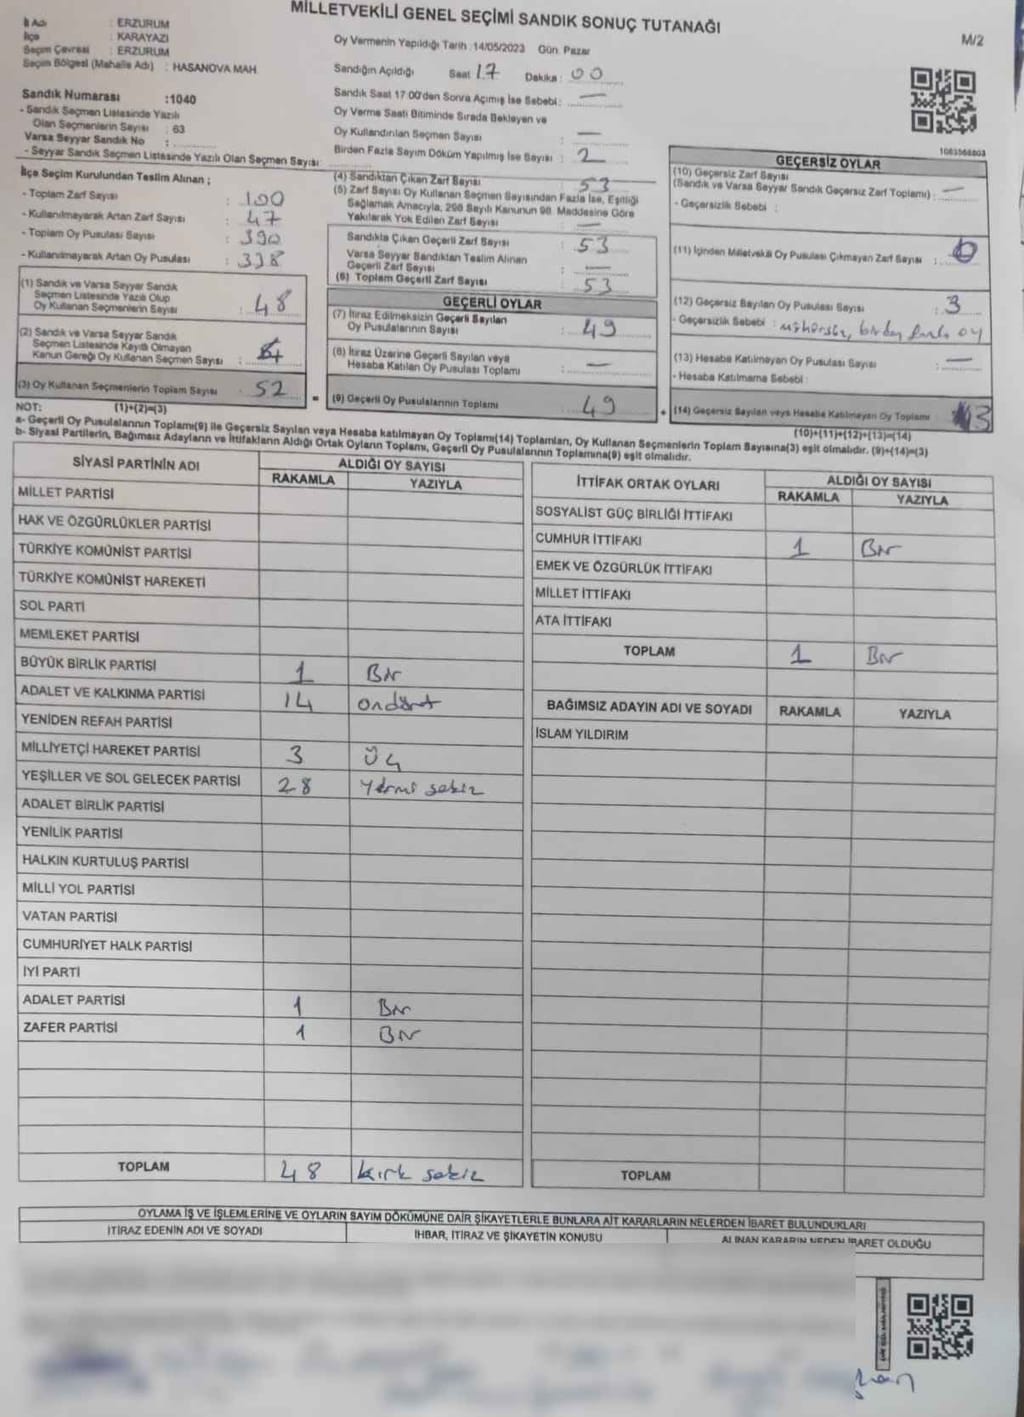 MİLLETVEKİLİ GENEL SEÇİMİ SANDIK SONUÇ TUTANAĞI
M/2
İl Adı : ERZURUM
İlçe : KARAYAZI
Seçim Çevresi : ERZURUM
Seçim Bölgesi (Mahalle Adı) : HASANOVA MAH.
Sandık Numarası :1040
- Sandık Seçmen Listesinde Yazılı
Olan Seçmenlerin Sayısı : 63
Varsa Seyyar Sandık No :
- Seyyar Sandık Seçmen Listesinde Yazılı Olan Seçmen Sayısı
Oy Vermenin Yapıldığı Tarih :14/05/2023 Gün: Pazar
Sandığın Açıldığı Saat 17 Dakika : 00
Sandık Saat 17:00'den Sonra Açılmış İse Sebebi : —
Oy Verme Saati Bitiminde Sırada Bekleyen ve
Oy Kullandırılan Seçmen Sayısı : —
Birden Fazla Sayım Döküm Yapılmış İse Sayısı : 2
1083568803
İlçe Seçim Kurulundan Teslim Alınan ;
- Toplam Zarf Sayısı : 100
- Kullanılmayarak Artan Zarf Sayısı : 47
- Toplam Oy Pusulası Sayısı : 390
- Kullanılmayarak Artan Oy Pusulası : 338
(1) Sandık ve Varsa Seyyar Sandık
Seçmen Listesinde Yazılı Olup
Oy Kullanan Seçmenlerin Sayısı : 48
(2) Sandık ve Varsa Seyyar Sandık
Seçmen Listesinde Kayıtlı Olmayan
Kanun Gereği Oy Kullanan Seçmen Sayısı : 4
(3) Oy Kullanan Seçmenlerin Toplam Sayısı : 52
(4) Sandıktan Çıkan Zarf Sayısı : 53
(5) Zarf Sayısı Oy Kullanan Seçmen Sayısından Fazla İse, Eşitliği
Sağlamak Amacıyla, 298 Sayılı Kanunun 98. Maddesine Göre
Yakılarak Yok Edilen Zarf Sayısı : —
Sandıkta Çıkan Geçerli Zarf Sayısı : 53
Varsa Seyyar Sandıktan Teslim Alınan
Geçerli Zarf Sayısı : —
(6) Toplam Geçerli Zarf Sayısı : 53
GEÇERLİ OYLAR
(7) İtiraz Edilmeksizin Geçerli Sayılan
Oy Pusulalarının Sayısı : 49
(8) İtiraz Üzerine Geçerli Sayılan veya
Hesaba Katılan Oy Pusulası Toplamı : —
= (9) Geçerli Oy Pusulalarının Toplamı : 49
GEÇERSİZ OYLAR
(10) Geçersiz Zarf Sayısı
(Sandık ve Varsa Seyyar Sandık Geçersiz Zarf Toplamı) : —
- Geçersizlik Sebebi :
(11) İçinden Milletvekili Oy Pusulası Çıkmayan Zarf Sayısı :
(12) Geçersiz Sayılan Oy Pusulası Sayısı : 3
- Geçersizlik Sebebi : mühürsüz, birden fazla oy
(13) Hesaba Katılmayan Oy Pusulası Sayısı : —
- Hesaba Katılmama Sebebi :
+ (14) Geçersiz Sayılan veya Hesaba Katılmayan Oy Toplamı : 3
NOT: (1)+(2)=(3)
(10)+(11)+(12)+(13)=(14)
a- Geçerli Oy Pusulalarının Toplamı(9) ile Geçersiz Sayılan veya Hesaba katılmayan Oy Toplamı(14) Toplamları, Oy Kullanan Seçmenlerin Toplam Sayısına(3) eşit olmalıdır. (9)+(14)=(3)
b- Siyasi Partilerin, Bağımsız Adayların ve İttifakların Aldığı Ortak Oyların Toplamı, Geçerli Oy Pusulalarının Toplamına(9) eşit olmalıdır.
SİYASİ PARTİNİN ADI ALDIĞI OY SAYISI
RAKAMLA YAZIYLA
MİLLET PARTİSİ
HAK VE ÖZGÜRLÜKLER PARTİSİ
TÜRKİYE KOMÜNİST PARTİSİ
TÜRKİYE KOMÜNİST HAREKETİ
SOL PARTİ
MEMLEKET PARTİSİ
BÜYÜK BİRLİK PARTİSİ 1 Bir
ADALET VE KALKINMA PARTİSİ 14 ondört
YENİDEN REFAH PARTİSİ
MİLLİYETÇİ HAREKET PARTİSİ 3 Üç
YEŞİLLER VE SOL GELECEK PARTİSİ 28 Yirmi sekiz
ADALET BİRLİK PARTİSİ
YENİLİK PARTİSİ
HALKIN KURTULUŞ PARTİSİ
MİLLİ YOL PARTİSİ
VATAN PARTİSİ
CUMHURİYET HALK PARTİSİ
İYİ PARTİ
ADALET PARTİSİ 1 Bir
ZAFER PARTİSİ 1 Bir
TOPLAM 48 kırk sekiz
İTTİFAK ORTAK OYLARI ALDIĞI OY SAYISI
RAKAMLA YAZIYLA
SOSYALİST GÜÇ BİRLİĞİ İTTİFAKI
CUMHUR İTTİFAKI 1 Bir
EMEK VE ÖZGÜRLÜK İTTİFAKI
MİLLET İTTİFAKI
ATA İTTİFAKI
TOPLAM 1 Bir
BAĞIMSIZ ADAYIN ADI VE SOYADI RAKAMLA YAZIYLA
İSLAM YILDIRIM
TOPLAM
OYLAMA İŞ VE İŞLEMLERİNE VE OYLARIN SAYIM DÖKÜMÜNE DAİR ŞİKAYETLERLE BUNLARA AİT KARARLARIN NELERDEN İBARET BULUNDUKLARI
İTİRAZ EDENİN ADI VE SOYADI İHBAR, İTİRAZ VE ŞİKAYETİN KONUSU ALINAN KARARIN NEDEN İBARET OLDUĞU